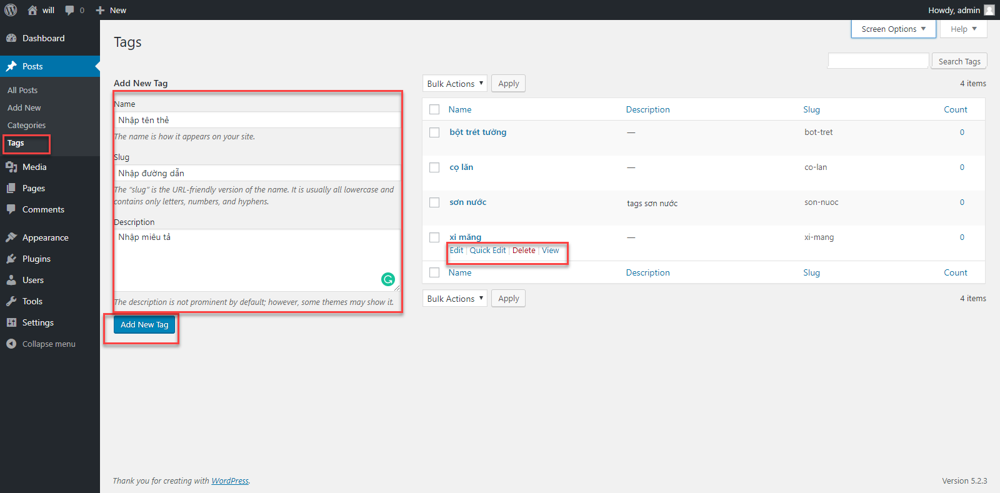 will 0 New Howdy, admin
Dashboard
Posts
All Posts
Add New
Categories
Tags
Media
Pages
Comments
Appearance
Plugins
Users
Tools
Settings
Collapse menu
Screen Options Help
Tags
Search Tags
Add New Tag
Name
Nhập tên thẻ
The name is how it appears on your site.
Slug
Nhập đường dẫn
The "slug" is the URL-friendly version of the name. It is usually all lowercase and
contains only letters, numbers, and hyphens.
Description
Nhập miêu tả
The description is not prominent by default; however, some themes may show it.
Add New Tag
Bulk Actions Apply 4 items
Name Description Slug Count
bột trét tường — bot-tret 0
cọ lăn — co-lan 0
sơn nước tags sơn nước son-nuoc 0
xi măng — xi-mang 0
Edit | Quick Edit | Delete | View
Name Description Slug Count
Bulk Actions Apply 4 items
Thank you for creating with WordPress. Version 5.2.3